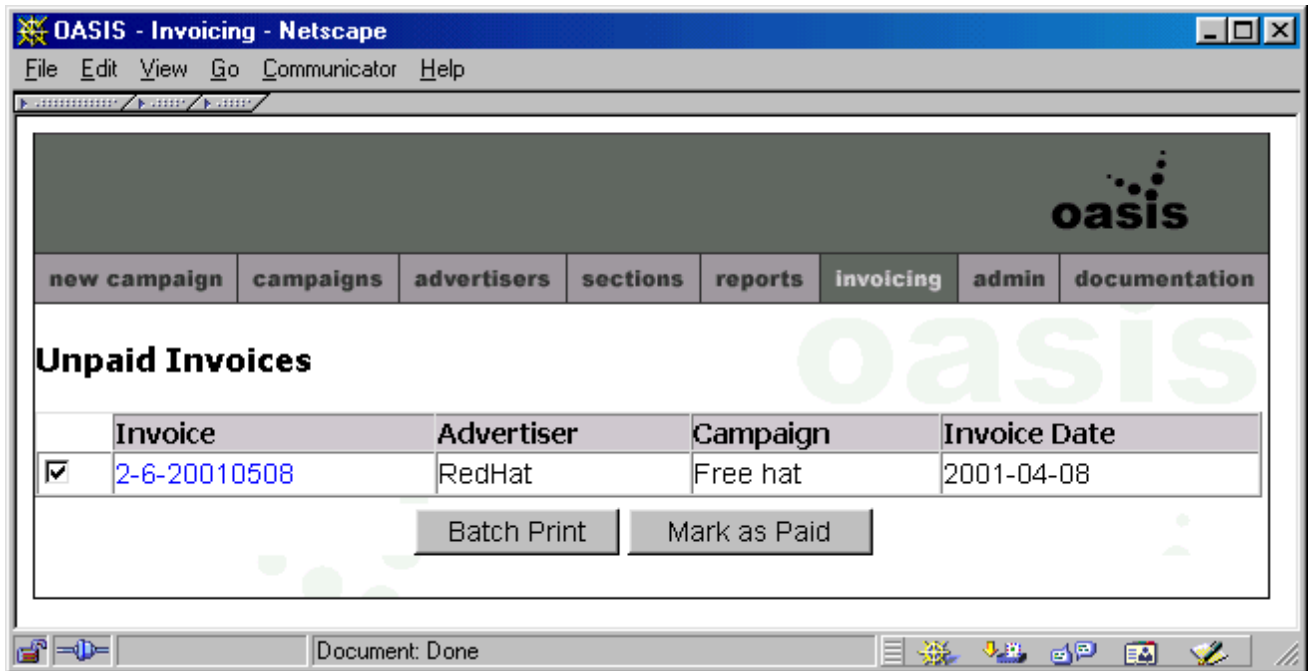 OASIS - Invoicing - Netscape
File Edit View Go Communicator Help
oasis
new campaign campaigns advertisers sections reports invoicing admin documentation
oasis
Unpaid Invoices
Invoice Advertiser Campaign Invoice Date
2-6-20010508 RedHat Free hat 2001-04-08
Batch Print Mark as Paid
Document: Done